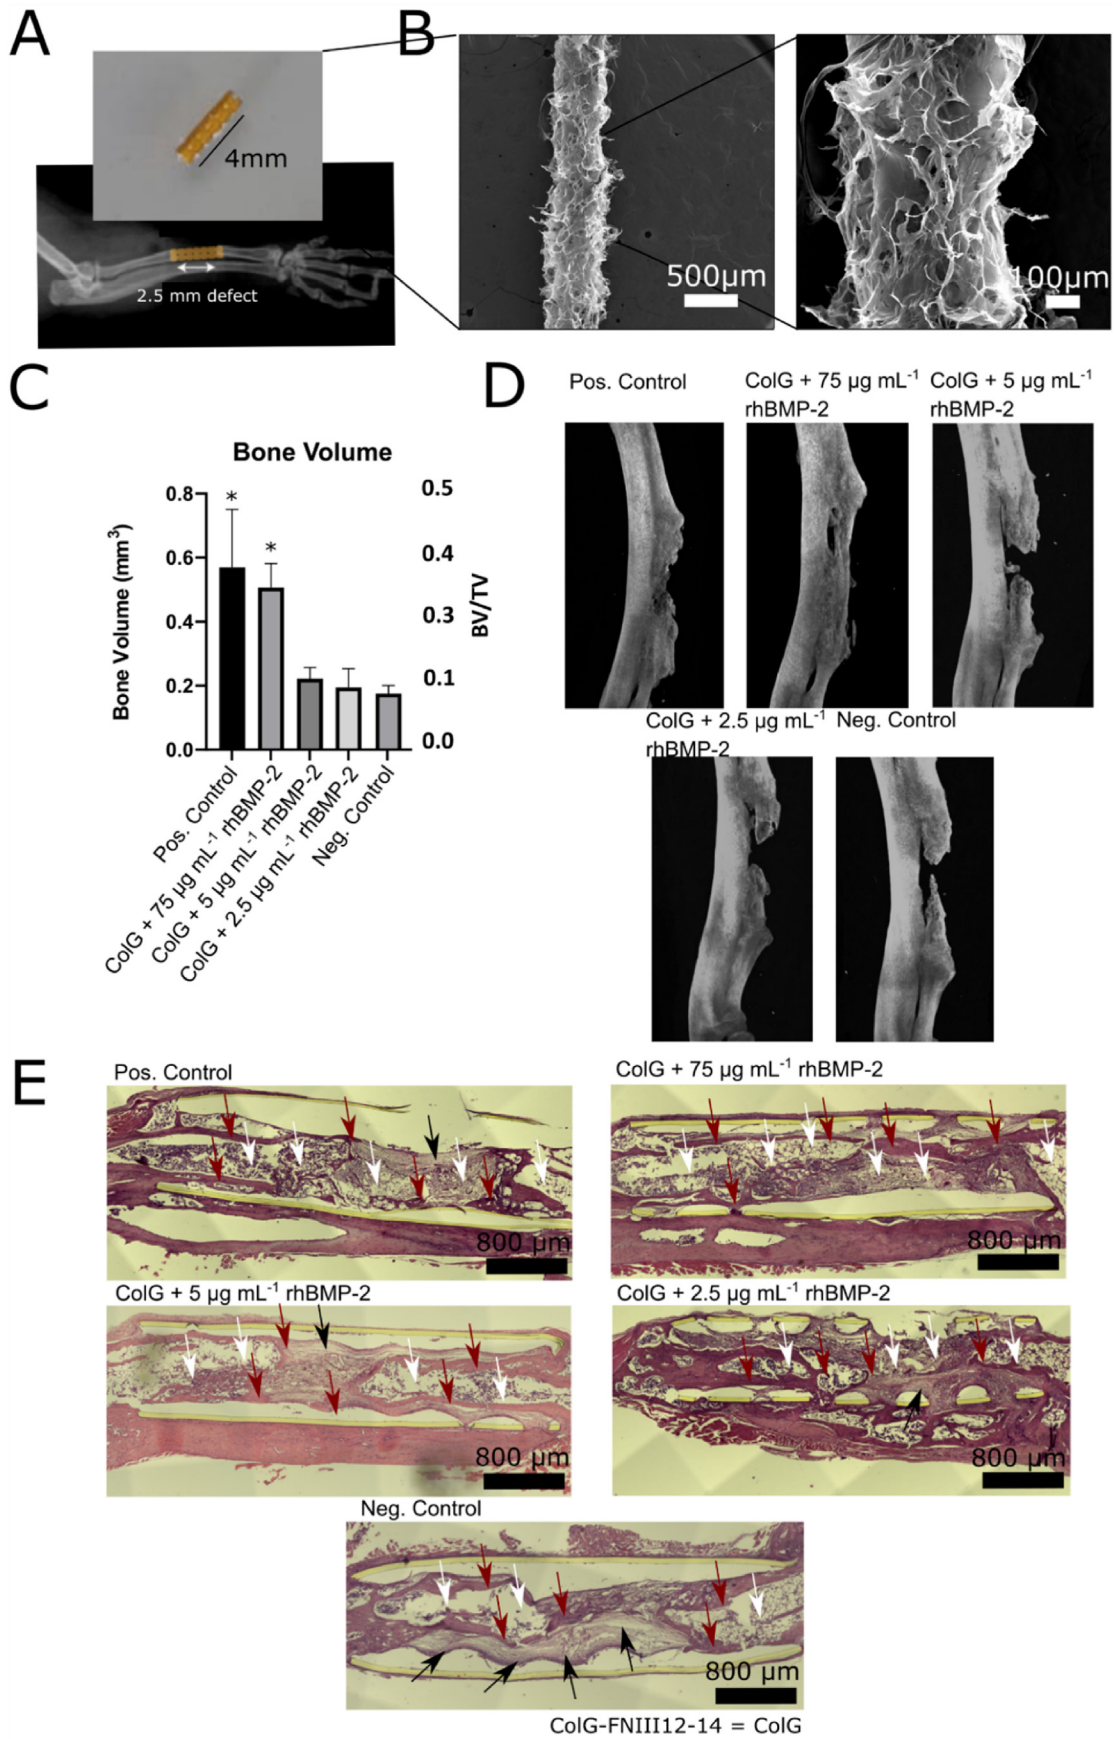 A
B
4mm
2.5 mm defect
500µm
100µm
C
D
Bone Volume
Bone Volume (mm³)
0.8
0.6
0.4
0.2
0.0
0.5
0.4
0.3
0.1
0.0
BV/TV
*
*
Pos. Control
ColG + 75 µg mL⁻¹ rhBMP-2
ColG + 5 µg mL⁻¹ rhBMP-2
ColG + 2.5 µg mL⁻¹ rhBMP-2
Neg. Control
Pos. Control
ColG + 75 µg mL⁻¹
rhBMP-2
ColG + 5 µg mL⁻¹
rhBMP-2
ColG + 2.5 µg mL⁻¹
rhBMP-2
Neg. Control
E
Pos. Control
800 µm
ColG + 75 µg mL⁻¹ rhBMP-2
800 µm
ColG + 5 µg mL⁻¹ rhBMP-2
800 µm
ColG + 2.5 µg mL⁻¹ rhBMP-2
800 µm
Neg. Control
800 µm
ColG-FNIII12-14 = ColG